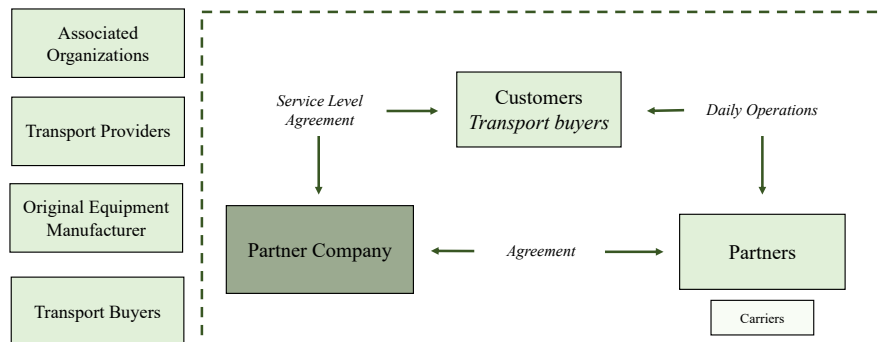 Associated
Organizations
Transport Providers
Original Equipment
Manufacturer
Transport Buyers
Service Level
Agreement
Customers
Transport buyers
Daily Operations
Partner Company
Agreement
Partners
Carriers